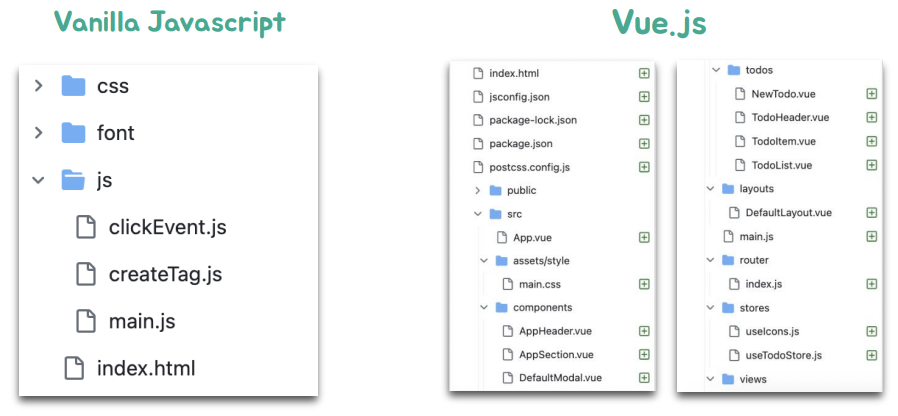 Vanilla Javascript
css
font
js
clickEvent.js
createTag.js
main.js
index.html
Vue.js
index.html
jsconfig.json
package-lock.json
package.json
postcss.config.js
public
src
App.vue
assets/style
main.css
components
AppHeader.vue
AppSection.vue
DefaultModal.vue
todos
NewTodo.vue
TodoHeader.vue
TodoItem.vue
TodoList.vue
layouts
DefaultLayout.vue
main.js
router
index.js
stores
useIcons.js
useTodoStore.js
views